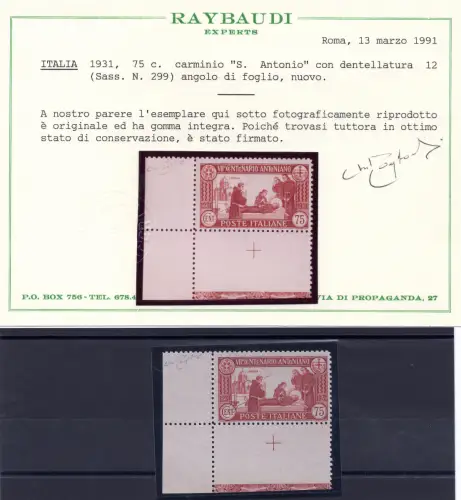 RAYBAUDI
EXPERTS
Roma, 13 marzo 1991
ITALIA 1931, 75 c. carminio "S. Antonio" con dentellatura 12
(Sass. N. 299) angolo di foglio, nuovo.
A nostro parere l'esemplare qui sotto fotograficamente riprodotto
è originale ed ha gomma integra. Poiché trovasi tuttora in ottimo
stato di conservazione, è stato firmato.
VII CENTENARIO ANTONIANO
CENT 75
POSTE ITALIANE
P.O. BOX 756 - TEL. 678.4
VIA DI PROPAGANDA, 27
VII CENTENARIO ANTONIANO
CENT 75
POSTE ITALIANE